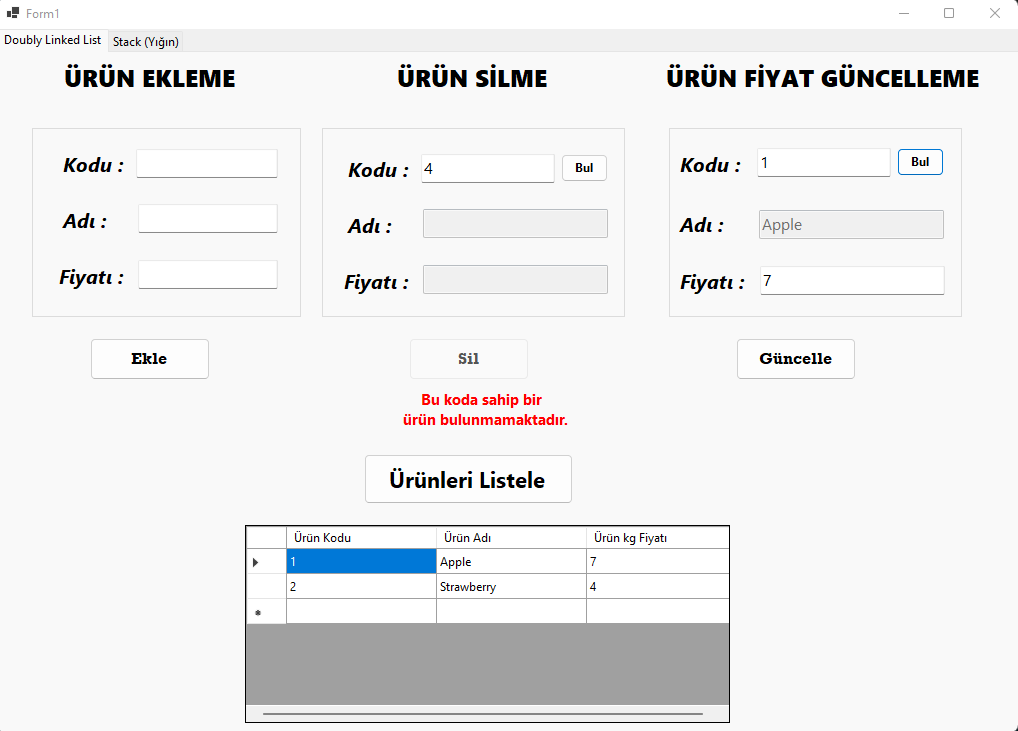 Form1
Doubly Linked List
Stack (Yığın)
ÜRÜN EKLEME
Kodu :
Adı :
Fiyatı :
Ekle
ÜRÜN SİLME
Kodu :
4
Bul
Adı :
Fiyatı :
Sil
Bu koda sahip bir
ürün bulunmamaktadır.
ÜRÜN FİYAT GÜNCELLEME
Kodu :
1
Bul
Adı :
Apple
Fiyatı :
7
Güncelle
Ürünleri Listele
Ürün Kodu Ürün Adı Ürün kg Fiyatı
1 Apple 7
2 Strawberry 4